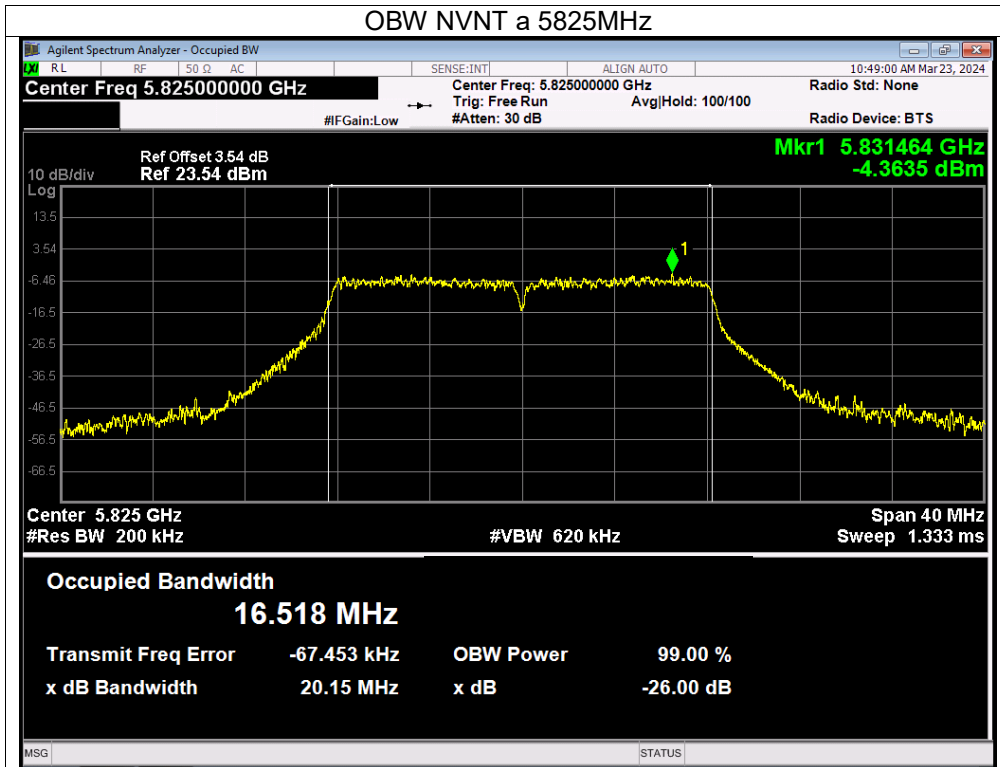 OBW NVNT a 5825MHz
Agilent Spectrum Analyzer - Occupied BW
LXI RL RF 50 Ω AC SENSE:INT ALIGN AUTO 10:49:00 AM Mar 23, 2024
Center Freq 5.825000000 GHz Center Freq: 5.825000000 GHz Radio Std: None
Trig: Free Run Avg|Hold: 100/100
#IFGain:Low #Atten: 30 dB Radio Device: BTS
Mkr1 5.831464 GHz
-4.3635 dBm
Ref Offset 3.54 dB
10 dB/div Ref 23.54 dBm
Log
13.5
3.54
1
-6.46
-16.5
-26.5
-36.5
-46.5
-56.5
-66.5
Center 5.825 GHz Span 40 MHz
#Res BW 200 kHz #VBW 620 kHz Sweep 1.333 ms
Occupied Bandwidth
16.518 MHz
Transmit Freq Error -67.453 kHz OBW Power 99.00 %
x dB Bandwidth 20.15 MHz x dB -26.00 dB
MSG STATUS